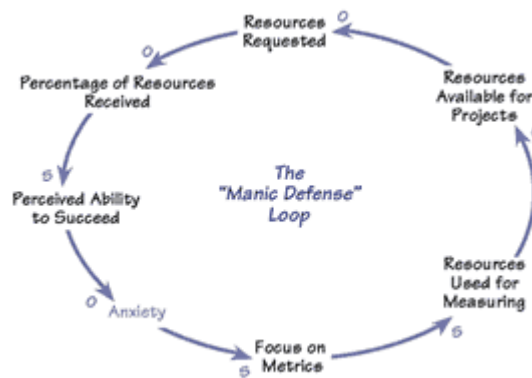 Resources
Requested
O
O
Percentage of Resources
Received
Resources
Available for
Projects
The
"Manic Defense"
Loop
S
Perceived Ability
to Succeed
Resources
Used for
Measuring
O
Anxiety
S
Focus on
Metrics
S